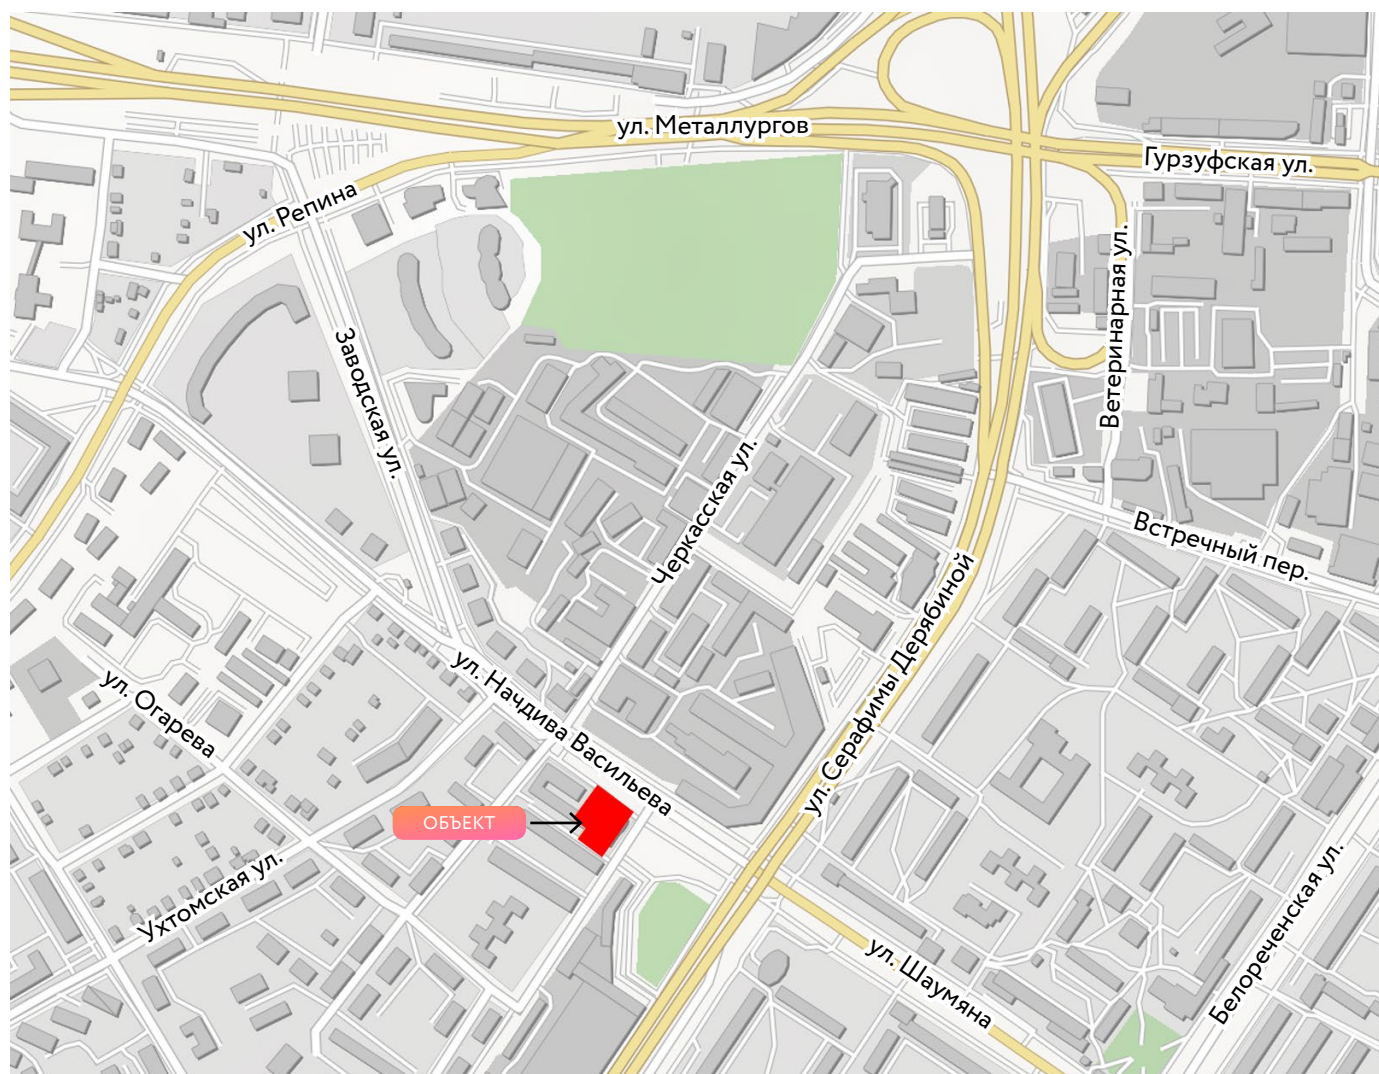 ул. Металлургов
Гурзуфская ул.
ул. Репина
Ветеринарная ул.
Заводская ул.
Черкасская ул.
Встречный пер.
ул. Серафимы Дерябиной
ул. Огарева
ул. Начдива Васильева
ОБЪЕКТ
Ухтомская ул.
Белореченская ул.
ул. Шаумяна